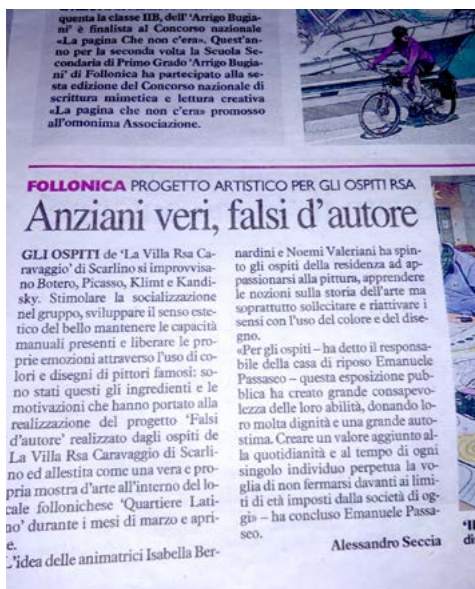 quenta la classe IIB, dell' 'Arrigo Bugia-
ni' è finalista al Concorso nazionale
«La pagina Che non c'era». Quest'an-
no per la seconda volta la Scuola Se-
condaria di Primo Grado 'Arrigo Bugia-
ni' di Follonica ha partecipato alla se-
sta edizione del Concorso nazionale di
scrittura mimetica e lettura creativa
«La pagina che non c'era» promosso
all'omonima Associazione.
FOLLONICA PROGETTO ARTISTICO PER GLI OSPITI RSA
Anziani veri, falsi d'autore
GLI OSPITI de 'La Villa Rsa Ca-
ravaggio' di Scarlino si improvvisa-
no Botero, Picasso, Klimt e Kandi-
sky. Stimolare la socializzazione
nel gruppo, sviluppare il senso este-
tico del bello mantenere le capacità
manuali presenti e liberare le pro-
prie emozioni attraverso l'uso di co-
lori e disegni di pittori famosi: so-
no stati questi gli ingredienti e le
motivazioni che hanno portato alla
realizzazione del progetto 'Falsi
d'autore' realizzato dagli ospiti de
La Villa Rsa Caravaggio di Scarli-
no ed allestita come una vera e pro-
pria mostra d'arte all'interno del lo-
cale follonichese 'Quartiere Lati-
no' durante i mesi di marzo e apri-
e.
L'idea delle animatrici Isabella Ber-
nardini e Noemi Valeriani ha spin-
to gli ospiti della residenza ad ap-
passionarsi alla pittura, apprendere
le nozioni sulla storia dell'arte ma
soprattutto sollecitare e riattivare i
sensi con l'uso del colore e del dise-
gno.
«Per gli ospiti – ha detto il responsa-
bile della casa di riposo Emanuele
Passaseo – questa esposizione pub-
blica ha creato grande consapevo-
lezza delle loro abilità, donando lo-
ro molta dignità e una grande auto-
stima. Creare un valore aggiunto al-
la quotidianità e al tempo di ogni
singolo individuo perpetua la vo-
glia di non fermarsi davanti ai limi-
ti di età imposti dalla società di og-
gi» – ha concluso Emanuele Passa-
seo.
Alessandro Seccia